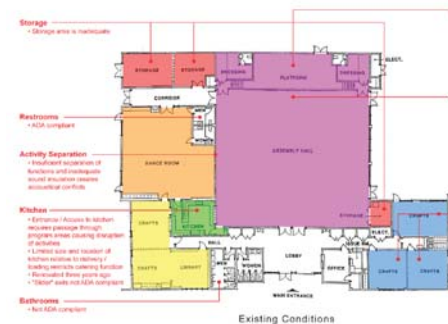 Storage
• Storage area is inadequate
Restrooms
• ADA compliant
Activity Separation
• Insufficient separation of
functions and inadequate
sound insulation creates
acoustical conflicts
Kitchen
• Entrance / Access to kitchen
requires passage through
program areas causing disruption
of activities
• Limited size and location of
kitchen relative to delivery /
loading restricts catering function
• Renovated three years ago
• "Slider" exits not ADA compliant
Bathrooms
• Not ADA compliant
STORAGE
STORAGE
DRESSING
PLATFORM
DRESSING
ELECT.
CORRIDOR
GAME ROOM
ASSEMBLY HALL
STORAGE
CRAFTS
KITCHEN
HALL
ELECT.
CRAFTS
CRAFTS
LIBRARY
MEN
WOMEN
LOBBY
OFFICE
CRAFTS
CRAFTS
MAIN ENTRANCE
Existing Conditions